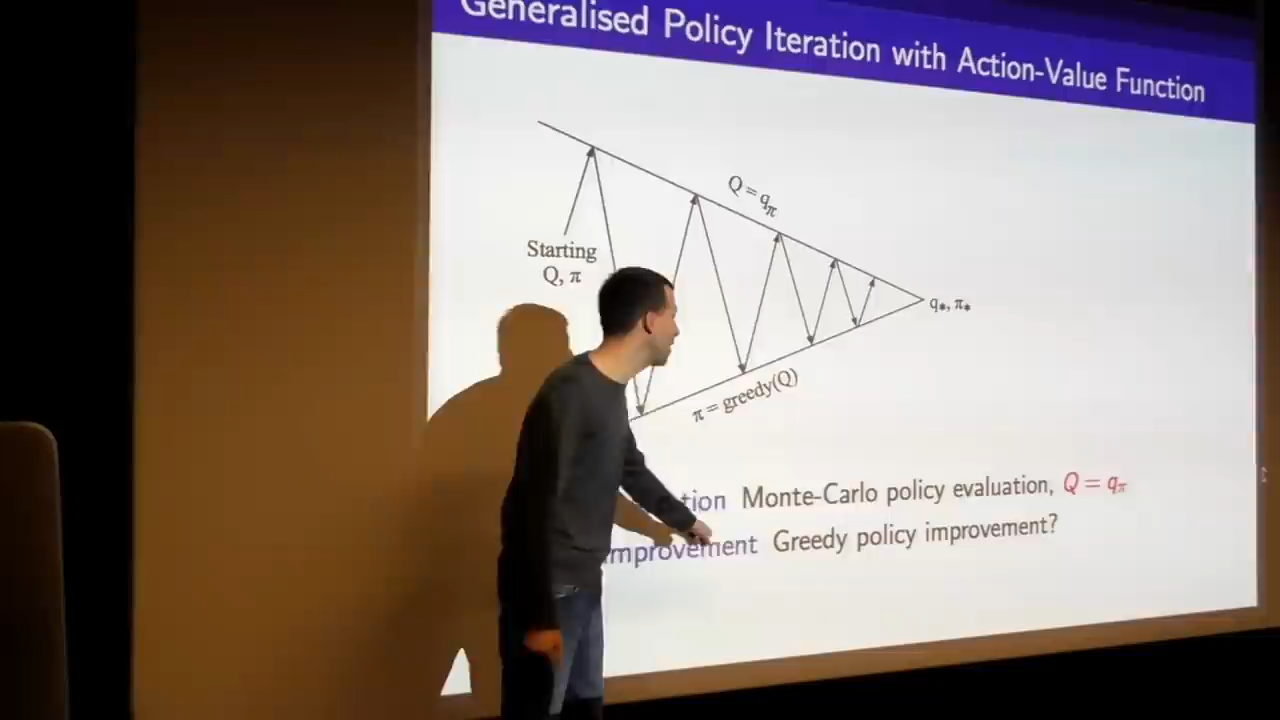 Generalised Policy Iteration with Action-Value Function
Q = qπ
Starting
Q, π
q*, π*
π = greedy(Q)
tion Monte-Carlo policy evaluation, Q = qπ
improvement Greedy policy improvement?